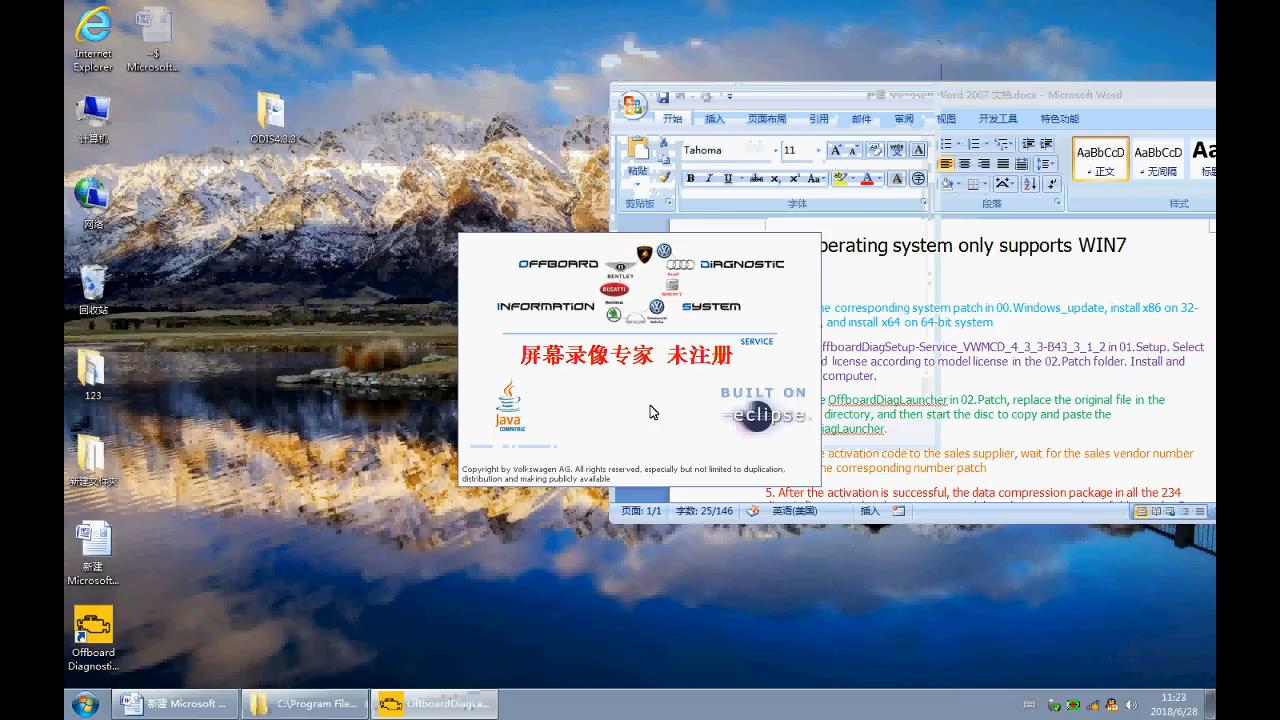 Internet
Explorer
~$
Microsoft...
计算机
ODIS4.3.3
网络
回收站
123
新建文件夹
新建
Microsoft...
Offboard
Diagnosti...
Word 2007 文档.docx - Microsoft Word
开始 插入 页面布局 引用 邮件 审阅 视图 开发工具 特色功能
粘贴
Tahoma 11
AaBbCcD AaBbCcD
正文 无间隔
剪贴板 字体 段落 样式
perating system only supports WIN7
he corresponding system patch in 00.Windows_update, install x86 on 32-
, and install x64 on 64-bit system
ffboardDiagSetup-Service_VWMCD_4_3_3-B43_3_1_2 in 01.Setup. Select
d license according to model license in the 02.Patch folder. Install and
computer.
e OffboardDiagLauncher in 02.Patch, replace the original file in the
directory, and then start the disc to copy and paste the
iagLauncher.
e activation code to the sales supplier, wait for the sales vendor number
ne corresponding number patch
5. After the activation is successful, the data compression package in all the 234
OFFBOARD DIAGNOSTIC
BENTLEY
BUGATTI
INFORMATION SYSTEM
SERVICE
屏幕录像专家 未注册
Java
COMPATIBLE
BUILT ON
eclipse
Copyright by Volkswagen AG. All rights reserved, especially but not limited to duplication,
distribution and making publicly available
页面: 1/1 字数: 25/146 英语(美国) 插入
新建 Microsoft ... C:\Program File... OffboardDiagLa...
11:23
2018/6/28